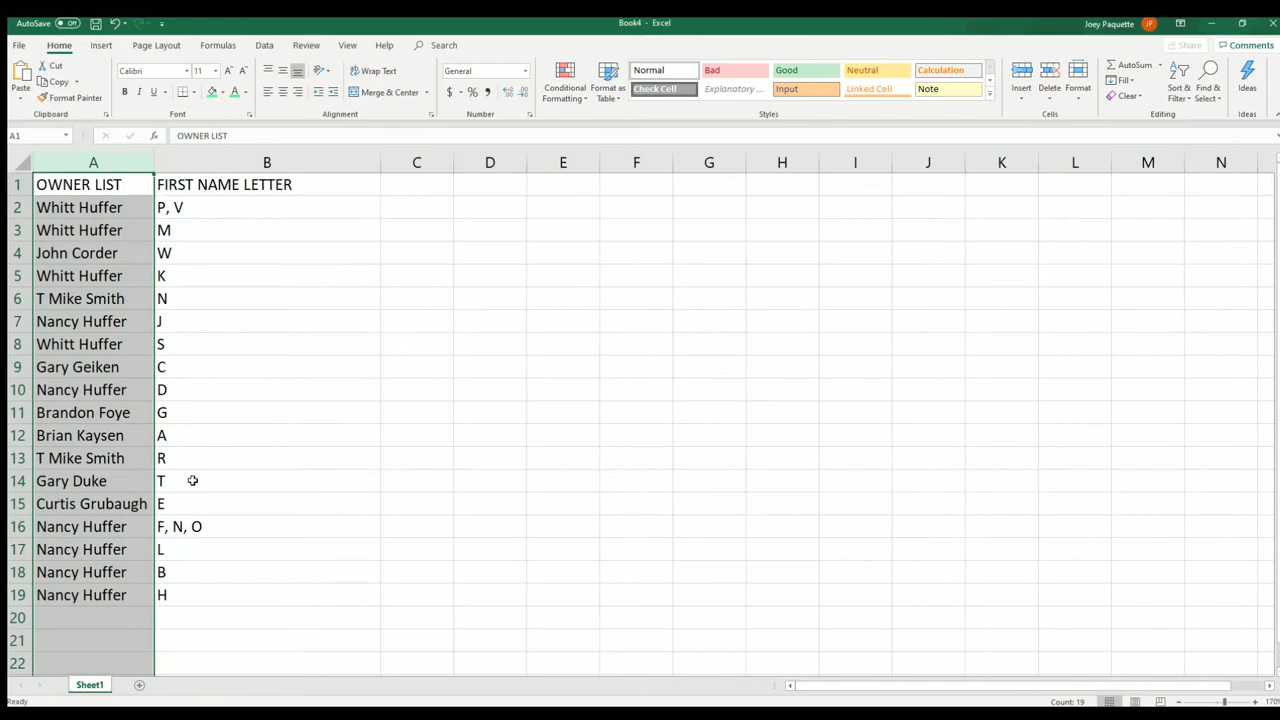 AutoSave Off Book4 - Excel Joey Paquette JP
File Home Insert Page Layout Formulas Data Review View Help Search Share Comments
Paste Cut Calibri 11 Wrap Text General Conditional Formatting Format as Table Normal Bad Good Neutral Calculation Insert Delete Format AutoSum Sort & Filter Find & Select Ideas
Copy Merge & Center Check Cell Explanatory ... Input Linked Cell Note Fill
Format Painter Clear
Clipboard Font Alignment Number Styles Cells Editing Ideas
A1 OWNER LIST
A B C D E F G H I J K L M N
1 OWNER LIST FIRST NAME LETTER
2 Whitt Huffer P, V
3 Whitt Huffer M
4 John Corder W
5 Whitt Huffer K
6 T Mike Smith N
7 Nancy Huffer J
8 Whitt Huffer S
9 Gary Geiken C
10 Nancy Huffer D
11 Brandon Foye G
12 Brian Kaysen A
13 T Mike Smith R
14 Gary Duke T
15 Curtis Grubaugh E
16 Nancy Huffer F, N, O
17 Nancy Huffer L
18 Nancy Huffer B
19 Nancy Huffer H
20
21
22
Sheet1
Ready Count: 19 170%